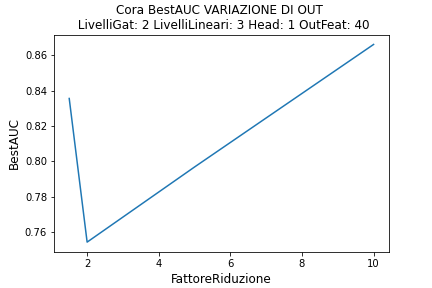 Cora BestAUC VARIAZIONE DI OUT
LivelliGat: 2 LivelliLineari: 3 Head: 1 OutFeat: 40
0.86
0.84
0.82
0.80
0.78
0.76
BestAUC
2
4
6
8
10
FattoreRiduzione